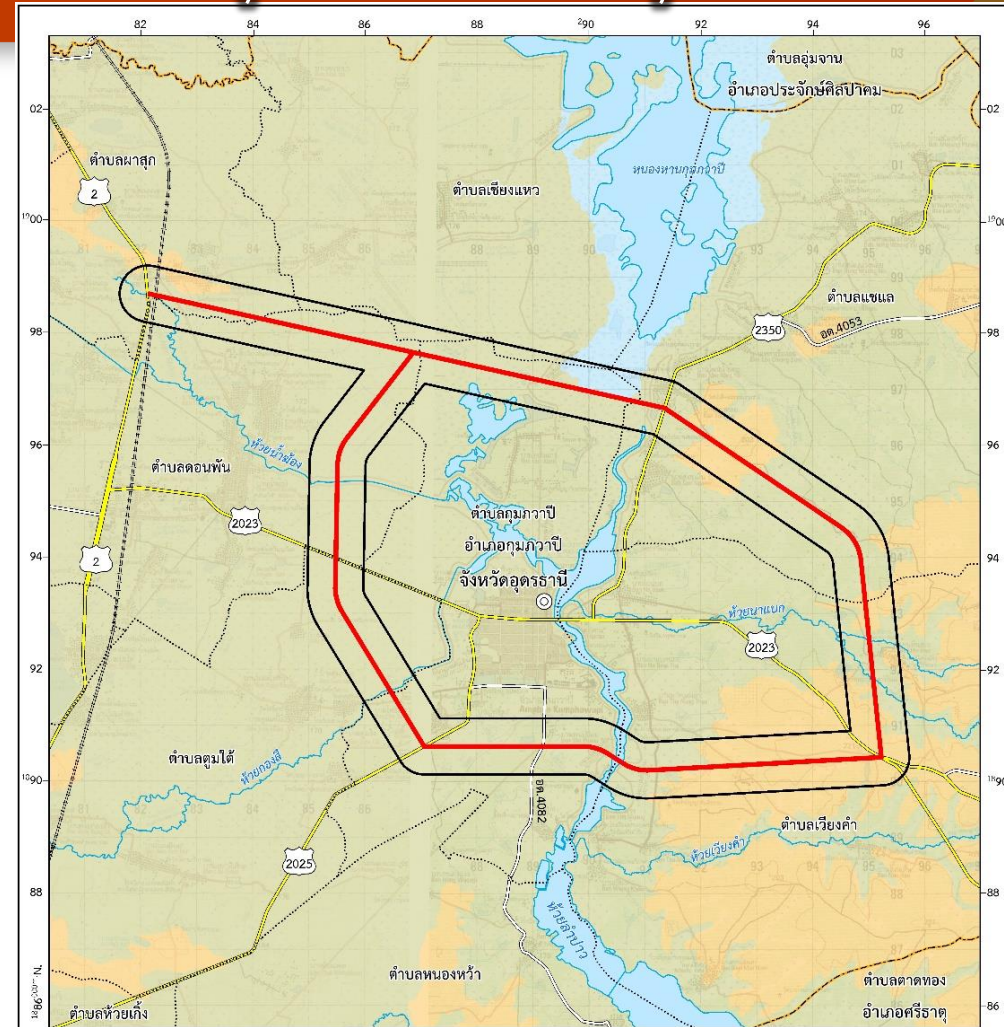 82 84 86 88 ²90 92 94 96
ตำบลอุ่มจาน
อำเภอประจักษ์ศิลปาคม
02 02
ตำบลผาสุก
2
ตำบลเชียงแหว
หนองหานกุมภวาปี
¹⁹00
ตำบลแชแล
98 98
2350
อด.4053
96 96
ห้วยน้ำฆ้อง
ตำบลดอนพัน
ตำบลกุมภวาปี
2023
อำเภอกุมภวาปี
94 94
2
จังหวัดอุดรธานี
ห้วยนาแบก
2023
92 92
ตำบลตูมใต้
ห้วยกองสี
90 90
อด.4082
ตำบลเวียงคำ
ห้วยเวียงคำ
2025
88 88
ห้วยลำปาว
ตำบลหนองหว้า
ตำบลตาดทอง
86 86
ตำบลห้วยเกิ้ง
อำเภอศรีธาตุ